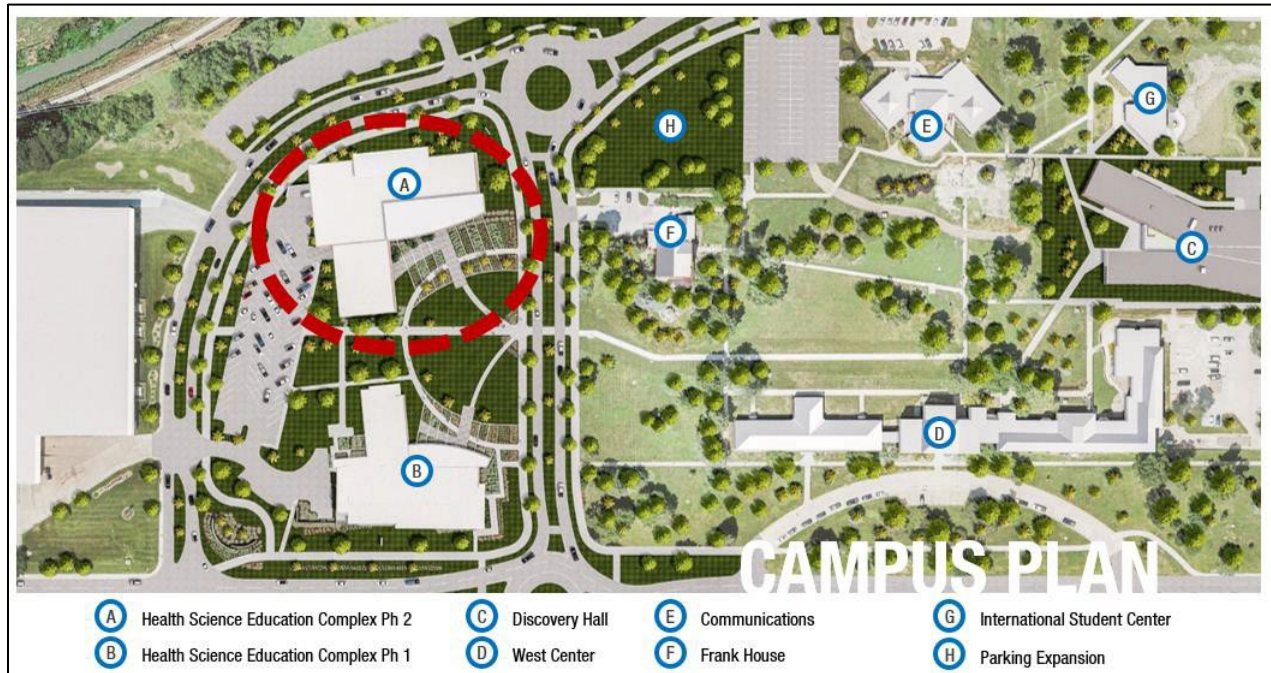 A
H
E
G
F
C
D
B
CAMPUS PLAN
A Health Science Education Complex Ph 2
C Discovery Hall
E Communications
G International Student Center
B Health Science Education Complex Ph 1
D West Center
F Frank House
H Parking Expansion